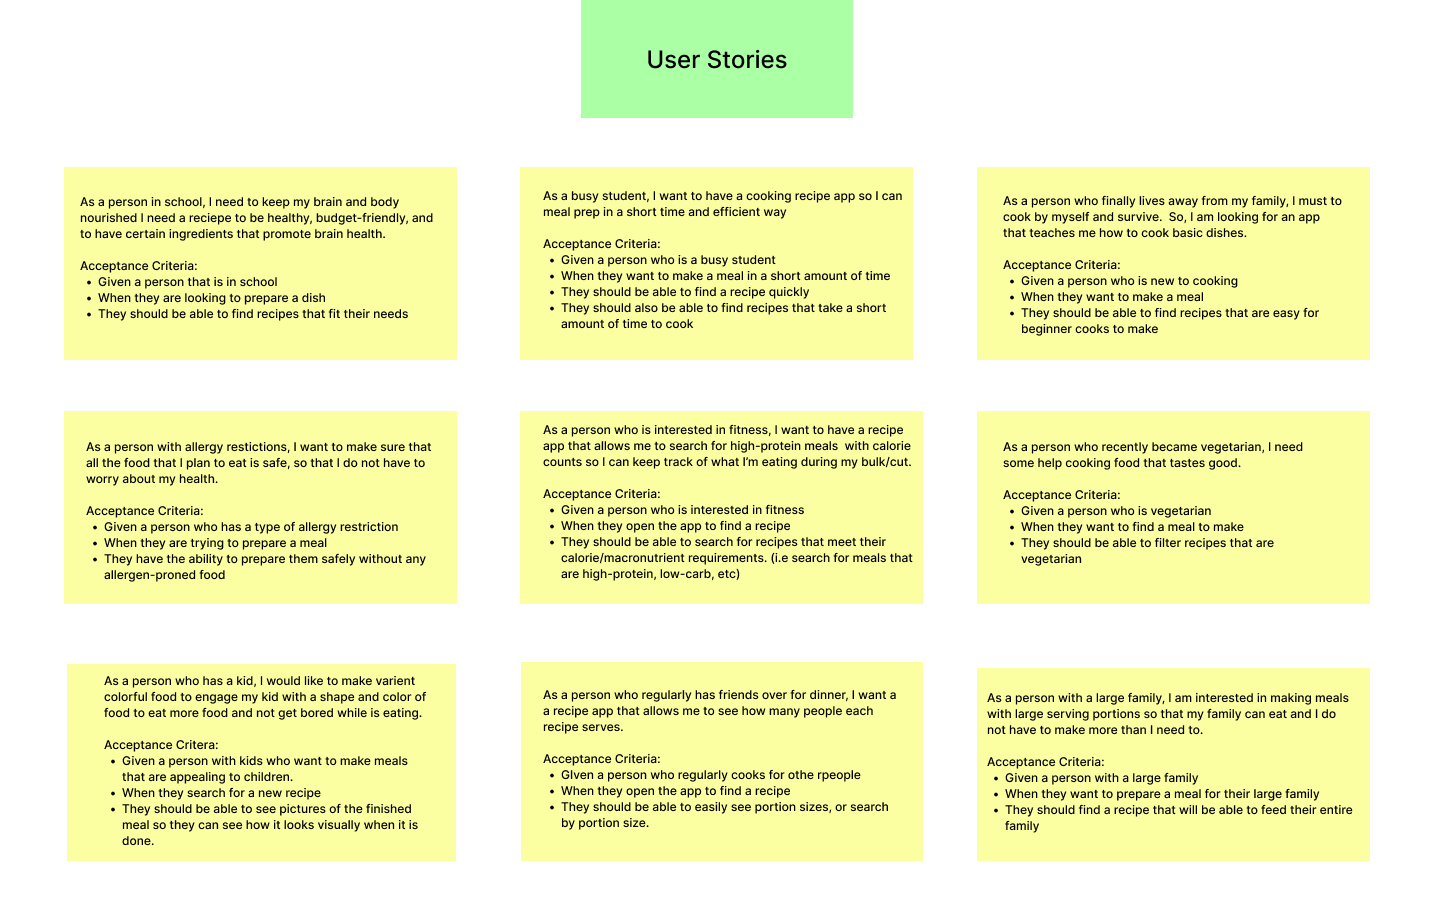 User Stories
As a person in school, I need to keep my brain and body
nourished I need a reciepe to be healthy, budget-friendly, and
to have certain ingredients that promote brain health.
Acceptance Criteria:
• Given a person that is in school
• When they are looking to prepare a dish
• They should be able to find recipes that fit their needs
As a busy student, I want to have a cooking recipe app so I can
meal prep in a short time and efficient way
Acceptance Criteria:
• Given a person who is a busy student
• When they want to make a meal in a short amount of time
• They should be able to find a recipe quickly
• They should also be able to find recipes that take a short
amount of time to cook
As a person who finally lives away from my family, I must to
cook by myself and survive.  So, I am looking for an app
that teaches me how to cook basic dishes.
Acceptance Criteria:
• Given a person who is new to cooking
• When they want to make a meal
• They should be able to find recipes that are easy for
beginner cooks to make
As a person with allergy restictions, I want to make sure that
all the food that I plan to eat is safe, so that I do not have to
worry about my health.
Acceptance Criteria:
• Given a person who has a type of allergy restriction
• When they are trying to prepare a meal
• They have the ability to prepare them safely without any
allergen-proned food
As a person who is interested in fitness, I want to have a recipe
app that allows me to search for high-protein meals  with calorie
counts so I can keep track of what I'm eating during my bulk/cut.
Acceptance Criteria:
• Given a person who is interested in fitness
• When they open the app to find a recipe
• They should be able to search for recipes that meet their
calorie/macronutrient requirements. (i.e search for meals that
are high-protein, low-carb, etc)
As a person who recently became vegetarian, I need
some help cooking food that tastes good.
Acceptance Criteria:
• Given a person who is vegetarian
• When they want to find a meal to make
• They should be able to filter recipes that are
vegetarian
As a person who has a kid, I would like to make varient
colorful food to engage my kid with a shape and color of
food to eat more food and not get bored while is eating.
Acceptance Critera:
• Given a person with kids who want to make meals
that are appealing to children.
• When they search for a new recipe
• They should be able to see pictures of the finished
meal so they can see how it looks visually when it is
done.
As a person who regularly has friends over for dinner, I want a
a recipe app that allows me to see how many people each
recipe serves.
Acceptance Criteria:
• GIven a person who regularly cooks for othe rpeople
• When they open the app to find a recipe
• They should be able to easily see portion sizes, or search
by portion size.
As a person with a large family, I am interested in making meals
with large serving portions so that my family can eat and I do
not have to make more than I need to.
Acceptance Criteria:
• Given a person with a large family
• When they want to prepare a meal for their large family
• They should find a recipe that will be able to feed their entire
family